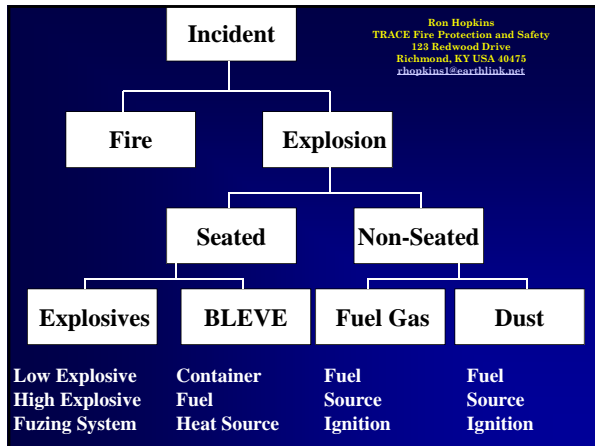 Incident
Ron Hopkins
TRACE Fire Protection and Safety
123 Redwood Drive
Richmond, KY USA 40475
rhopkins1@earthlink.net
Fire
Explosion
Seated
Non-Seated
Explosives
BLEVE
Fuel Gas
Dust
Low Explosive
High Explosive
Fuzing System
Container
Fuel
Heat Source
Fuel
Source
Ignition
Fuel
Source
Ignition